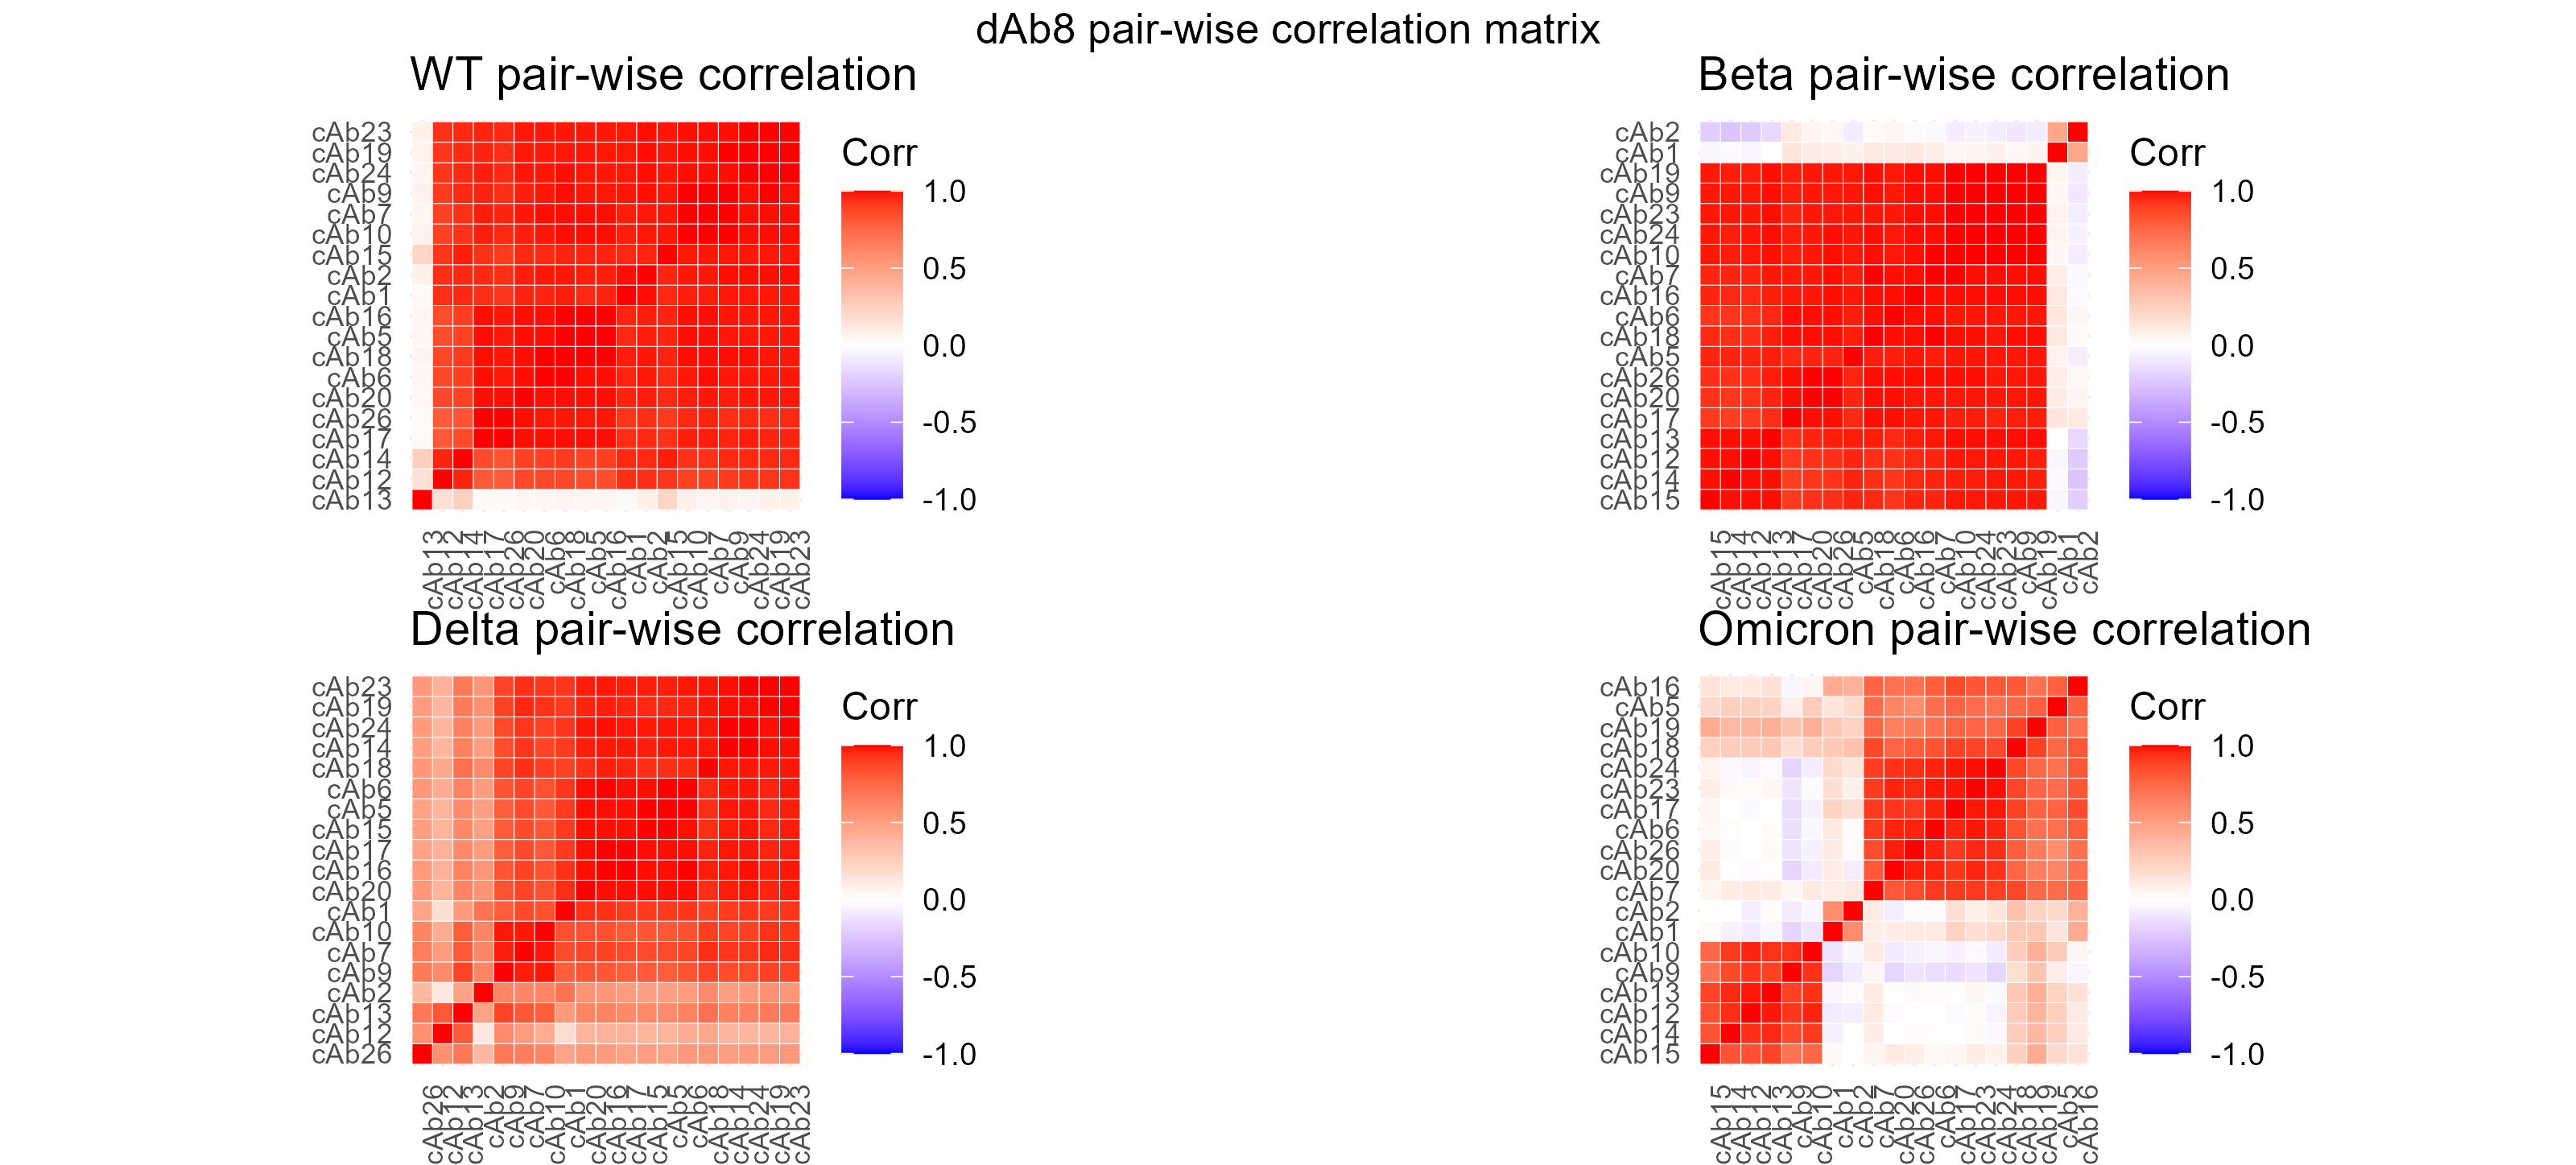 dAb8 pair-wise correlation matrix
WT pair-wise correlation
cAb23
cAb19
cAb24
cAb9
cAb7
cAb10
cAb15
cAb2
cAb1
cAb16
cAb5
cAb18
cAb6
cAb20
cAb26
cAb17
cAb14
cAb12
cAb13
cAb13
cAb12
cAb14
cAb17
cAb26
cAb20
cAb6
cAb18
cAb5
cAb16
cAb1
cAb2
cAb15
cAb10
cAb7
cAb9
cAb24
cAb19
cAb23
Corr
1.0
0.5
0.0
-0.5
-1.0
Beta pair-wise correlation
cAb2
cAb1
cAb19
cAb9
cAb23
cAb24
cAb10
cAb7
cAb16
cAb6
cAb18
cAb5
cAb26
cAb20
cAb17
cAb13
cAb12
cAb14
cAb15
cAb15
cAb14
cAb12
cAb13
cAb17
cAb20
cAb26
cAb5
cAb18
cAb6
cAb16
cAb7
cAb10
cAb24
cAb23
cAb9
cAb19
cAb1
cAb2
Corr
1.0
0.5
0.0
-0.5
-1.0
Delta pair-wise correlation
cAb23
cAb19
cAb24
cAb14
cAb18
cAb6
cAb5
cAb15
cAb17
cAb16
cAb20
cAb1
cAb10
cAb7
cAb9
cAb2
cAb13
cAb12
cAb26
cAb26
cAb12
cAb13
cAb2
cAb9
cAb7
cAb10
cAb1
cAb20
cAb16
cAb17
cAb15
cAb5
cAb6
cAb18
cAb14
cAb24
cAb19
cAb23
Corr
1.0
0.5
0.0
-0.5
-1.0
Omicron pair-wise correlation
cAb16
cAb5
cAb19
cAb18
cAb24
cAb23
cAb17
cAb6
cAb26
cAb20
cAb7
cAb2
cAb1
cAb10
cAb9
cAb13
cAb12
cAb14
cAb15
cAb15
cAb14
cAb12
cAb13
cAb9
cAb10
cAb1
cAb2
cAb7
cAb20
cAb26
cAb6
cAb17
cAb23
cAb24
cAb18
cAb19
cAb5
cAb16
Corr
1.0
0.5
0.0
-0.5
-1.0